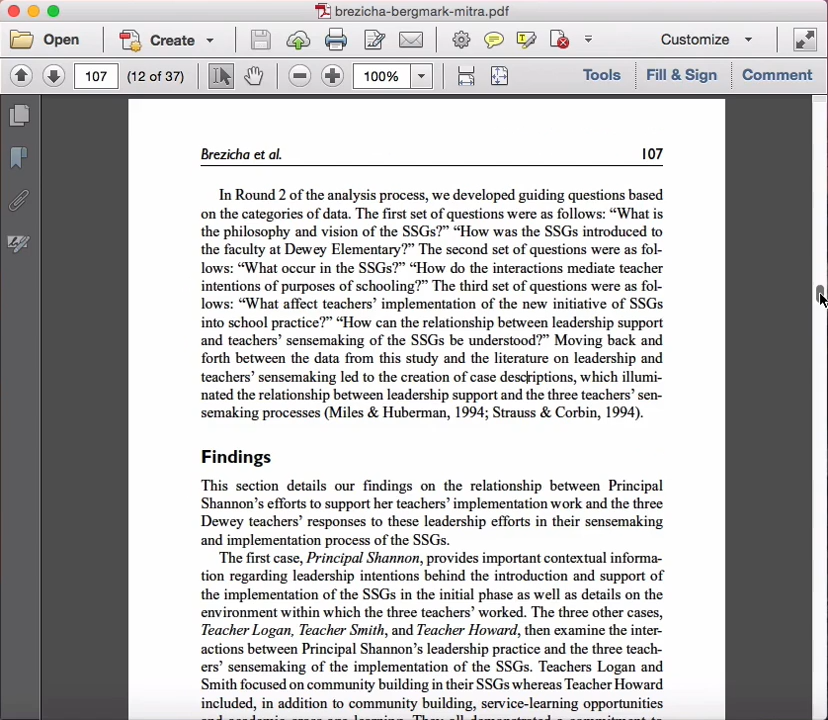 brezicha-bergmark-mitra.pdf
Open
Create
Customize
107
(12 of 37)
100%
Tools
Fill & Sign
Comment
Brezicha et al.
107
In Round 2 of the analysis process, we developed guiding questions based
on the categories of data. The first set of questions were as follows: “What is
the philosophy and vision of the SSGs?” “How was the SSGs introduced to
the faculty at Dewey Elementary?” The second set of questions were as fol-
lows: “What occur in the SSGs?” “How do the interactions mediate teacher
intentions of purposes of schooling?” The third set of questions were as fol-
lows: “What affect teachers’ implementation of the new initiative of SSGs
into school practice?” “How can the relationship between leadership support
and teachers’ sensemaking of the SSGs be understood?” Moving back and
forth between the data from this study and the literature on leadership and
teachers’ sensemaking led to the creation of case descriptions, which illumi-
nated the relationship between leadership support and the three teachers’ sen-
semaking processes (Miles & Huberman, 1994; Strauss & Corbin, 1994).
Findings
This section details our findings on the relationship between Principal
Shannon’s efforts to support her teachers’ implementation work and the three
Dewey teachers’ responses to these leadership efforts in their sensemaking
and implementation process of the SSGs.
The first case, Principal Shannon, provides important contextual informa-
tion regarding leadership intentions behind the introduction and support of
the implementation of the SSGs in the initial phase as well as details on the
environment within which the three teachers’ worked. The three other cases,
Teacher Logan, Teacher Smith, and Teacher Howard, then examine the inter-
actions between Principal Shannon’s leadership practice and the three teach-
ers’ sensemaking of the implementation of the SSGs. Teachers Logan and
Smith focused on community building in their SSGs whereas Teacher Howard
included, in addition to community building, service-learning opportunities